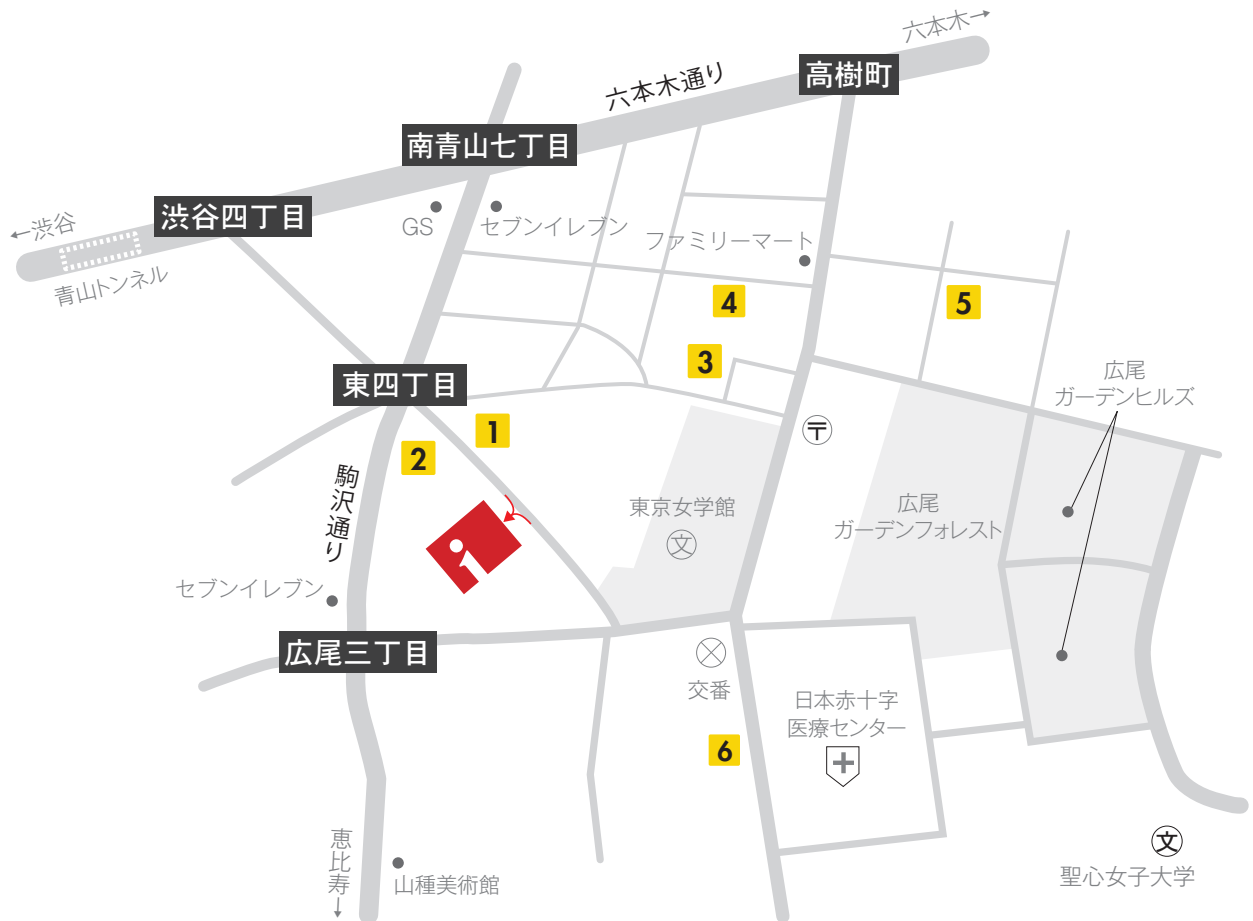 六本木→
高樹町
六本木通り
南青山七丁目
渋谷四丁目
←渋谷
青山トンネル
GS
セブンイレブン
ファミリーマート
4
5
3
東四丁目
広尾
ガーデンヒルズ
1
2
〒
駒沢通り
東京女学館
文
広尾
ガーデンフォレスト
i
セブンイレブン
広尾三丁目
交番
日本赤十字
医療センター
6
恵比寿→
山種美術館
文
聖心女子大学